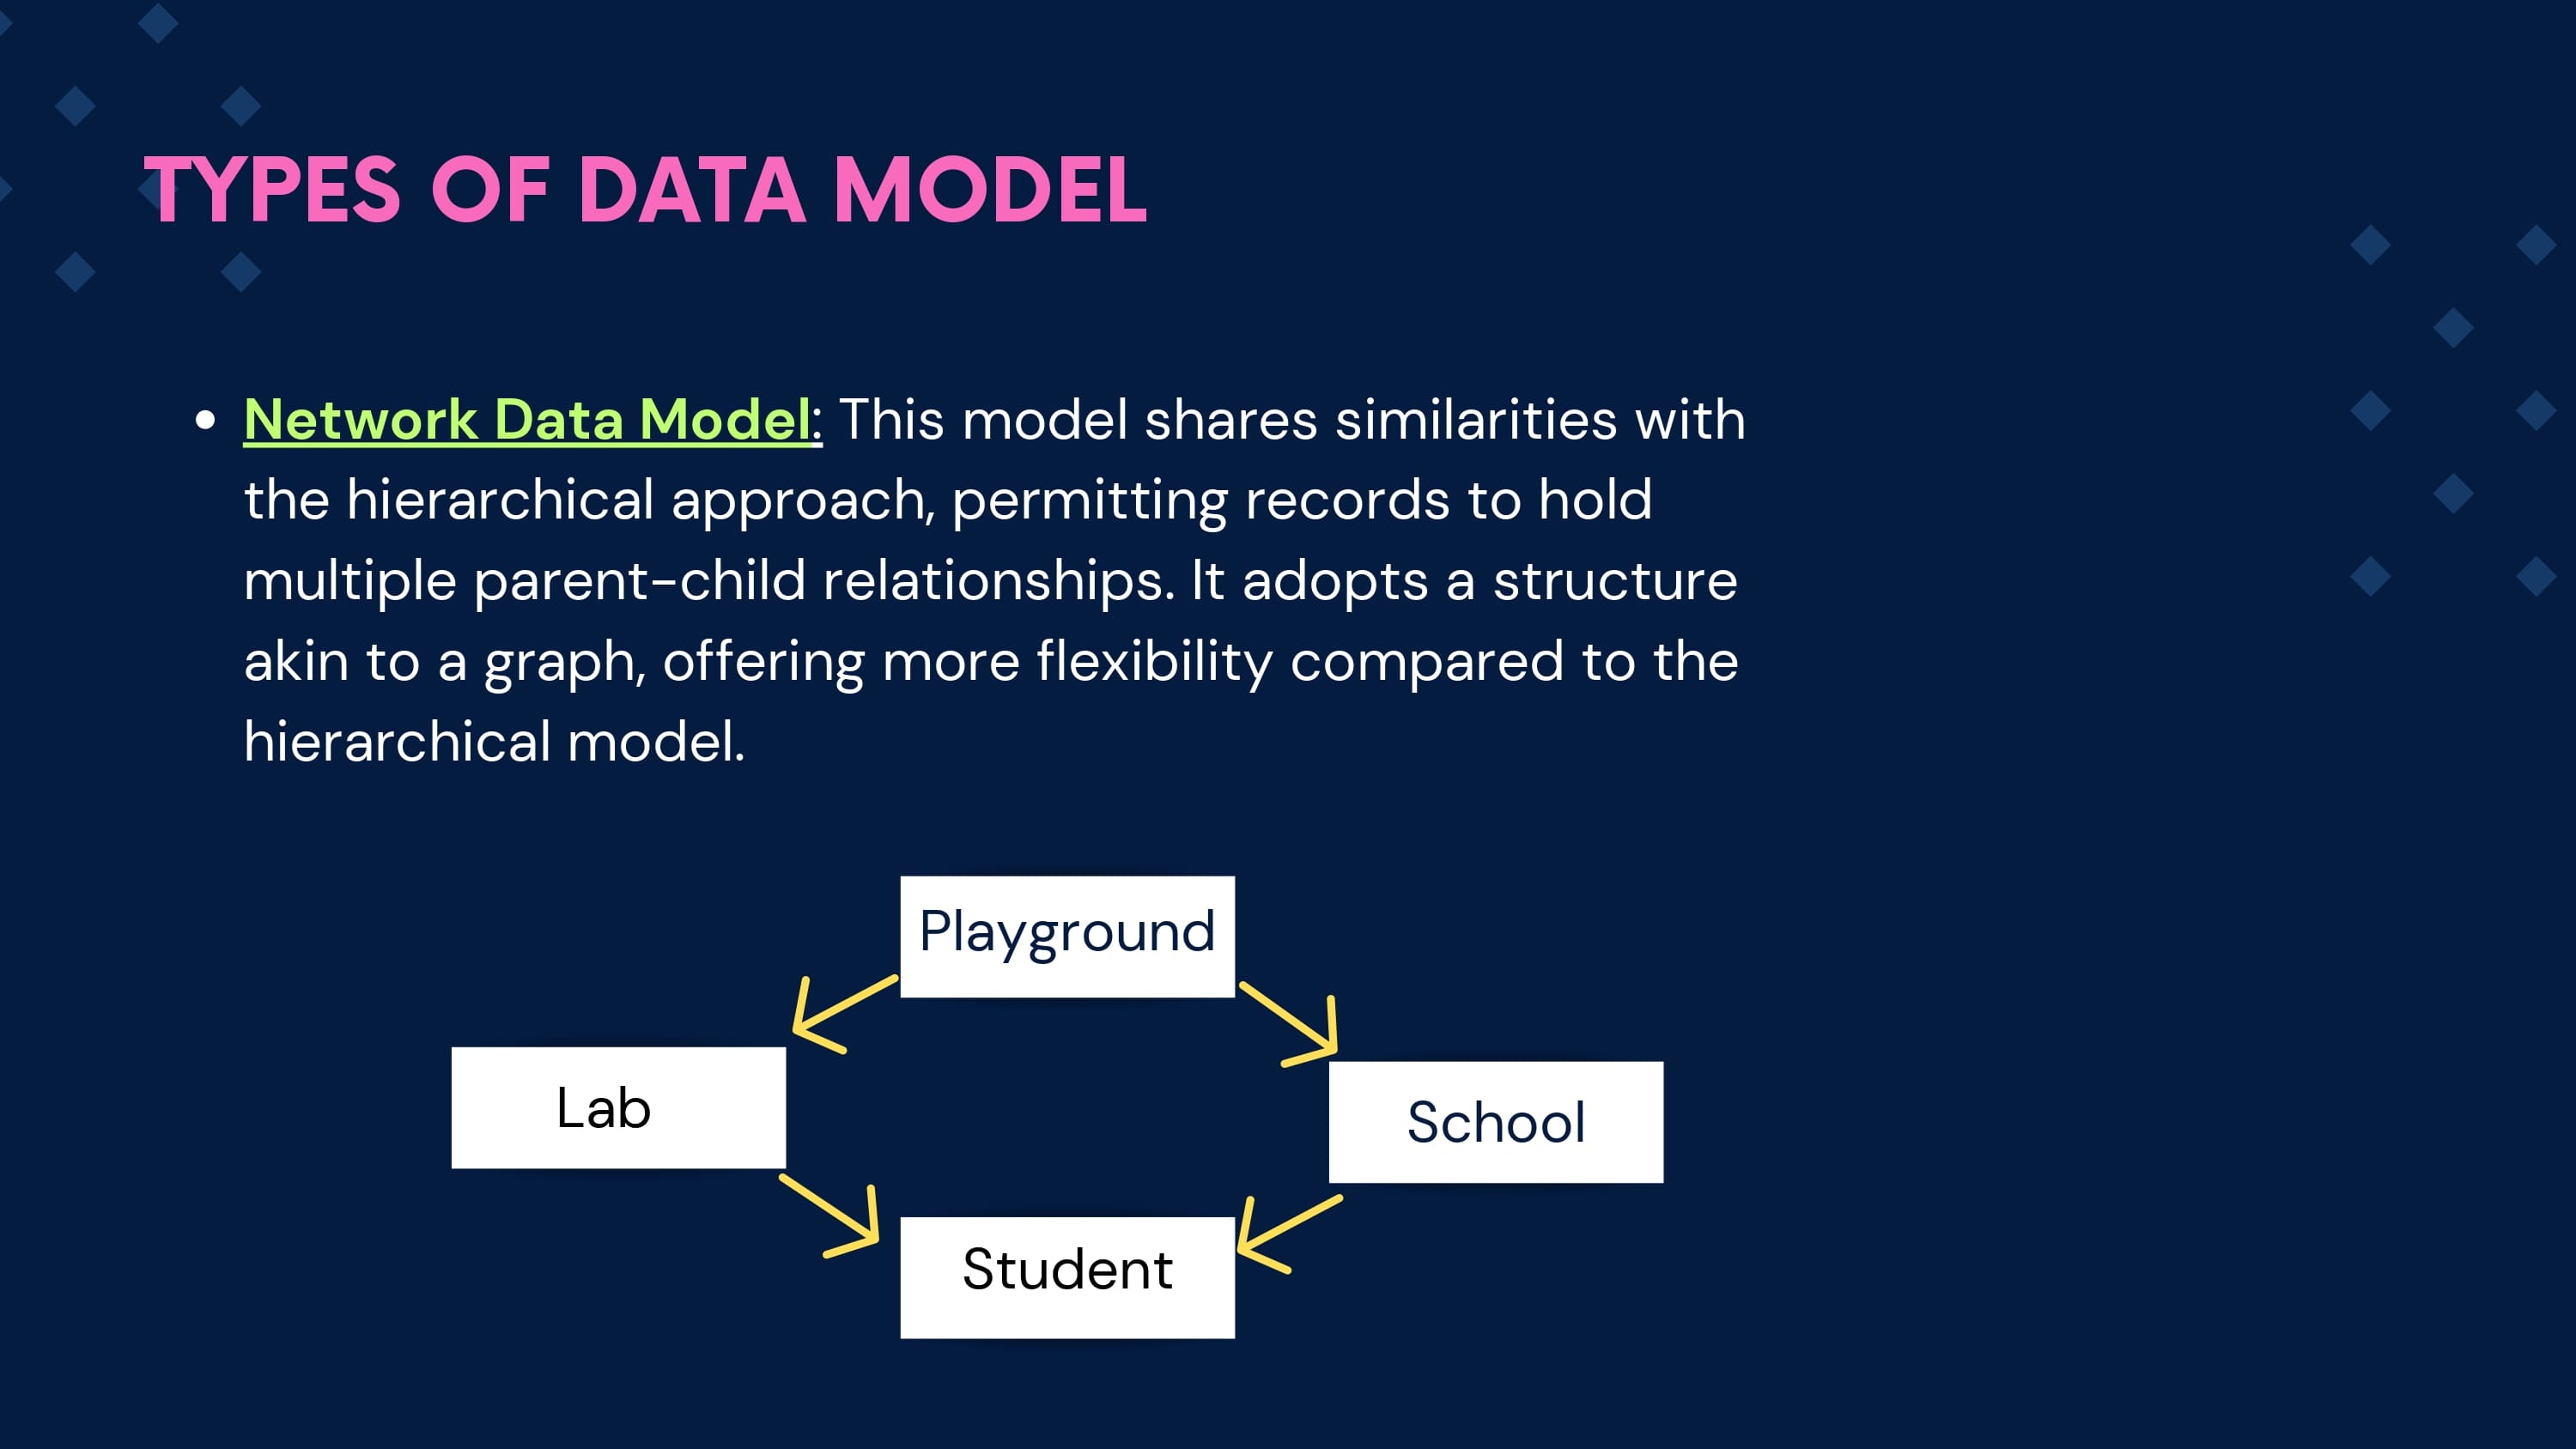 TYPES OF DATA MODEL
• Network Data Model: This model shares similarities with
the hierarchical approach, permitting records to hold
multiple parent-child relationships. It adopts a structure
akin to a graph, offering more flexibility compared to the
hierarchical model.
Playground
Lab
School
Student